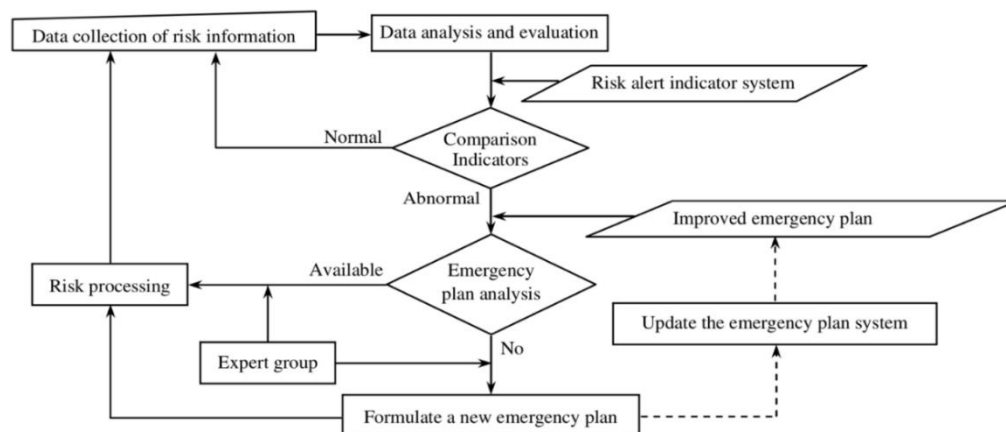 Data collection of risk information
Data analysis and evaluation
Risk alert indicator system
Normal
Comparison
Indicators
Abnormal
Improved emergency plan
Available
Emergency
plan analysis
Risk processing
Update the emergency plan system
No
Expert group
Formulate a new emergency plan